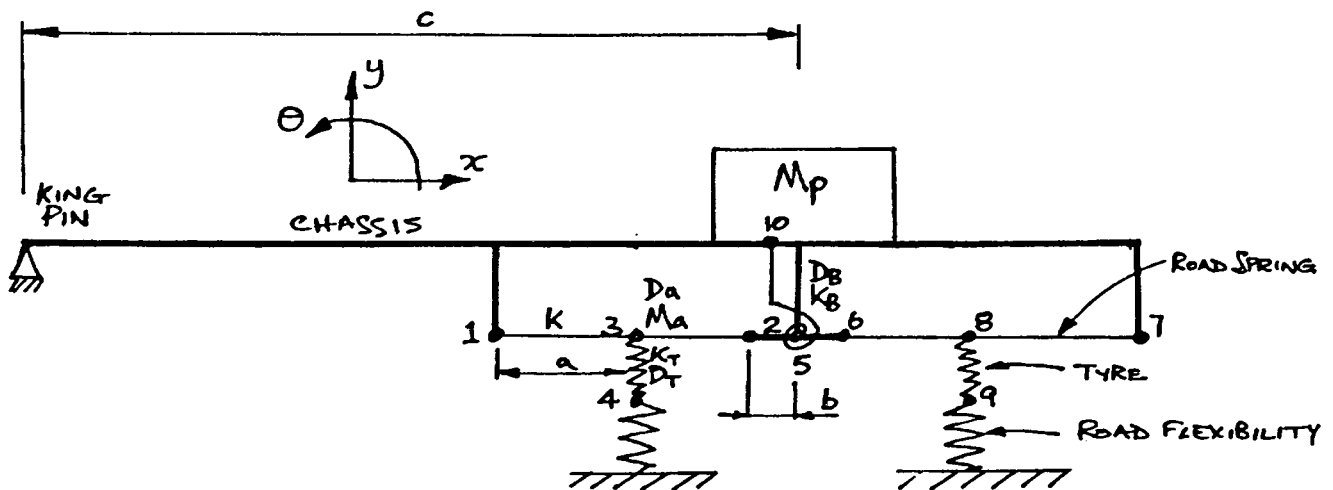 c
y
θ
x
KING
PIN
CHASSIS
Mp
10
ROAD SPRING
DB
KB
Da
Ma
1
K
3
2
6
8
7
a
KT
DT
5
TYRE
4
b
9
ROAD FLEXIBILITY